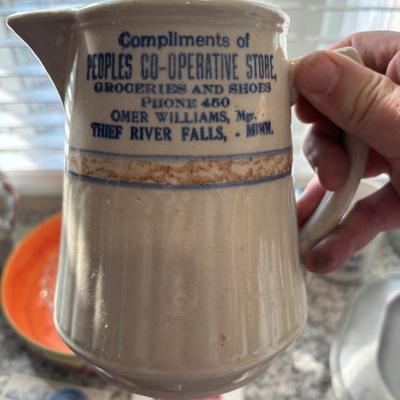 Compliments of
PEOPLES CO-OPERATIVE STORE,
GROCERIES AND SHOES
PHONE 450
OMER WILLIAMS, Mgr.
THIEF RIVER FALLS, - MINN.